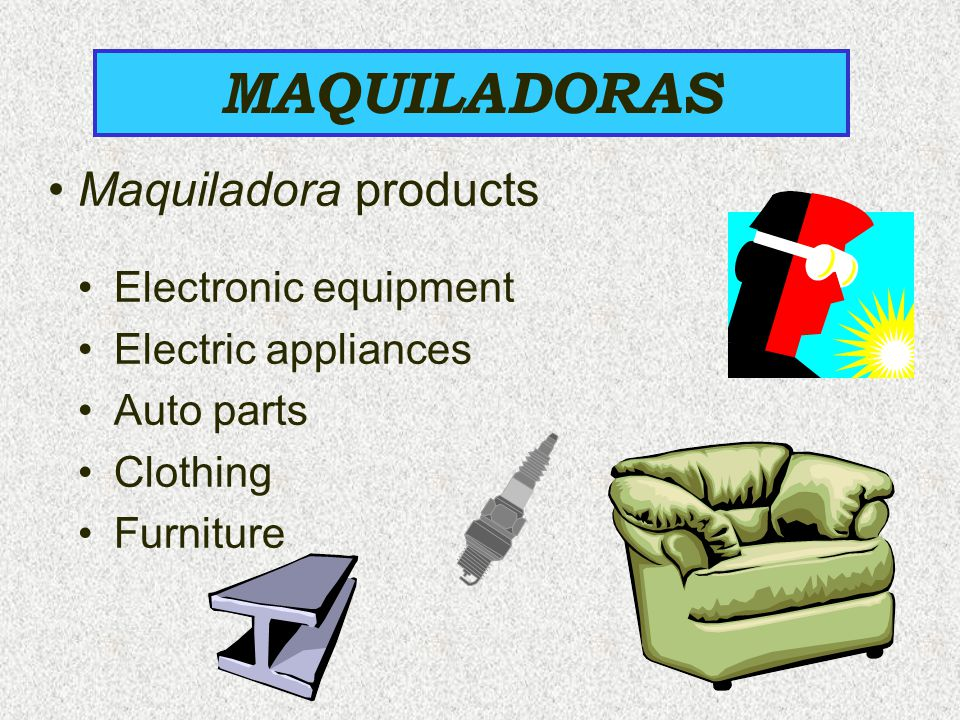 MAQUILADORAS
• Maquiladora products
• Electronic equipment
• Electric appliances
• Auto parts
• Clothing
• Furniture